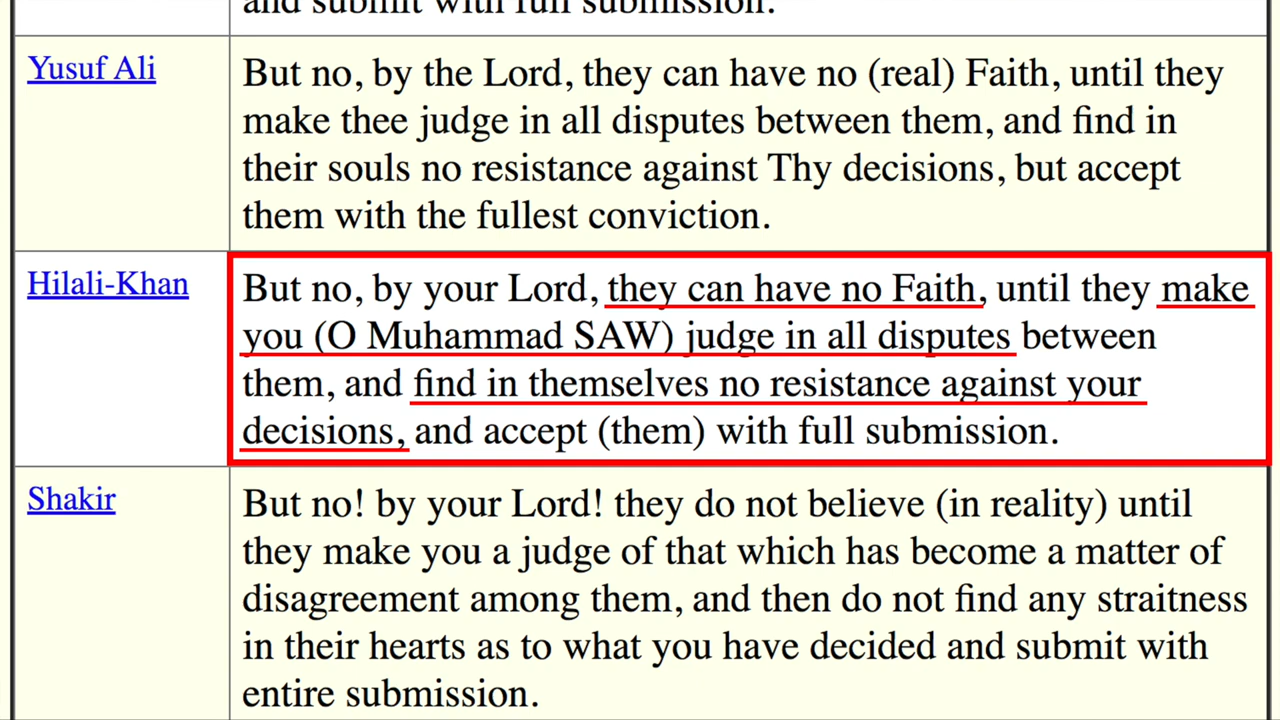 and submit with full submission.
Yusuf Ali
But no, by the Lord, they can have no (real) Faith, until they
make thee judge in all disputes between them, and find in
their souls no resistance against Thy decisions, but accept
them with the fullest conviction.
Hilali-Khan
But no, by your Lord, they can have no Faith, until they make
you (O Muhammad SAW) judge in all disputes between
them, and find in themselves no resistance against your
decisions, and accept (them) with full submission.
Shakir
But no! by your Lord! they do not believe (in reality) until
they make you a judge of that which has become a matter of
disagreement among them, and then do not find any straitness
in their hearts as to what you have decided and submit with
entire submission.